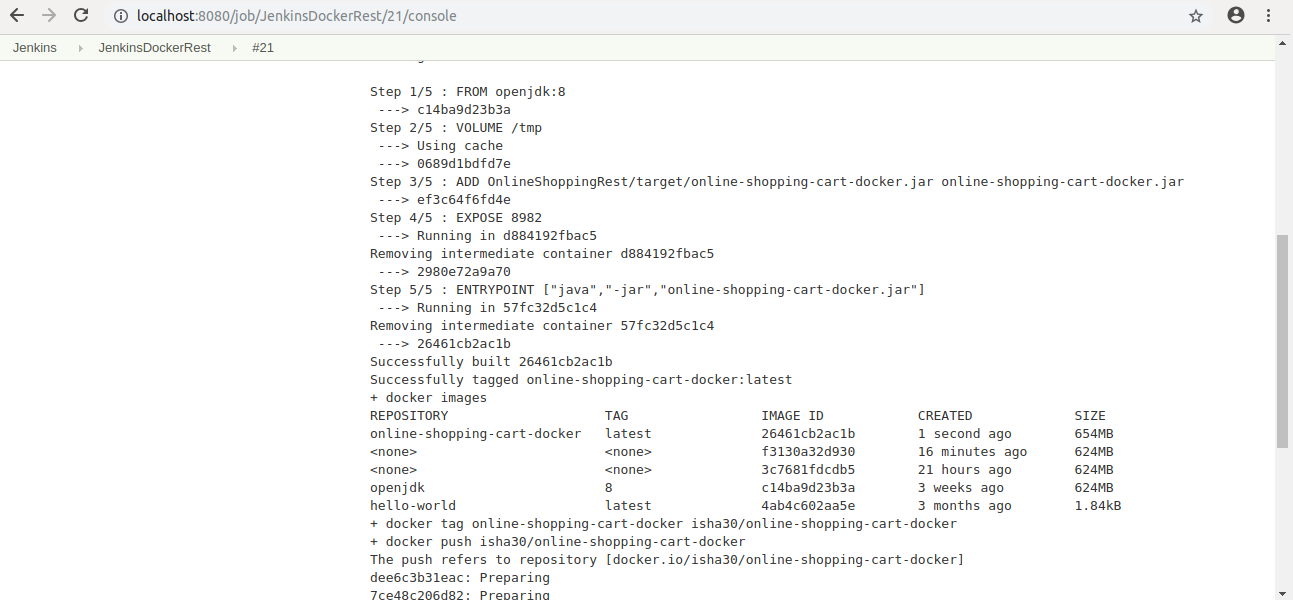 localhost:8080/job/JenkinsDockerRest/21/console
Jenkins JenkinsDockerRest #21
Step 1/5 : FROM openjdk:8
---> c14ba9d23b3a
Step 2/5 : VOLUME /tmp
---> Using cache
---> 0689d1bdfd7e
Step 3/5 : ADD OnlineShoppingRest/target/online-shopping-cart-docker.jar online-shopping-cart-docker.jar
---> ef3c64f6fd4e
Step 4/5 : EXPOSE 8982
---> Running in d884192fbac5
Removing intermediate container d884192fbac5
---> 2980e72a9a70
Step 5/5 : ENTRYPOINT ["java","-jar","online-shopping-cart-docker.jar"]
---> Running in 57fc32d5c1c4
Removing intermediate container 57fc32d5c1c4
---> 26461cb2ac1b
Successfully built 26461cb2ac1b
Successfully tagged online-shopping-cart-docker:latest
+ docker images
REPOSITORY TAG IMAGE ID CREATED SIZE
online-shopping-cart-docker latest 26461cb2ac1b 1 second ago 654MB
<none> <none> f3130a32d930 16 minutes ago 624MB
<none> <none> 3c7681fdcdb5 21 hours ago 624MB
openjdk 8 c14ba9d23b3a 3 weeks ago 624MB
hello-world latest 4ab4c602aa5e 3 months ago 1.84kB
+ docker tag online-shopping-cart-docker isha30/online-shopping-cart-docker
+ docker push isha30/online-shopping-cart-docker
The push refers to repository [docker.io/isha30/online-shopping-cart-docker]
dee6c3b31eac: Preparing
7ce48c206d82: Preparing